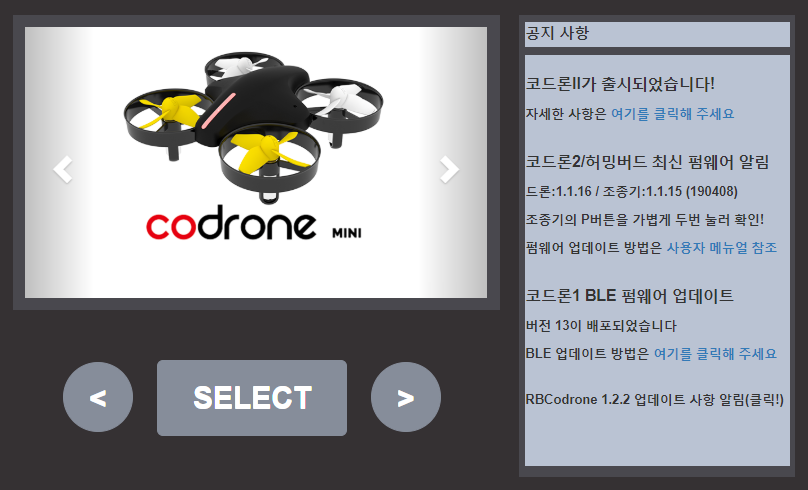 codrone MINI
<
SELECT
>
공지 사항
코드론II가 출시되었습니다!
자세한 사항은 여기를 클릭해 주세요
코드론2/허밍버드 최신 펌웨어 알림
드론:1.1.16 / 조종기:1.1.15 (190408)
조종기의 P버튼을 가볍게 두번 눌러 확인!
펌웨어 업데이트 방법은 사용자 메뉴얼 참조
코드론1 BLE 펌웨어 업데이트
버전 13이 배포되었습니다
BLE 업데이트 방법은 여기를 클릭해 주세요
RBCodrone 1.2.2 업데이트 사항 알림(클릭!)